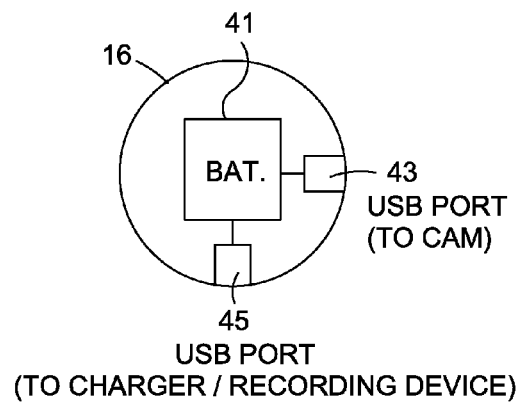 41
16
BAT.
43
USB PORT
(TO CAM)
45
USB PORT
(TO CHARGER / RECORDING DEVICE)